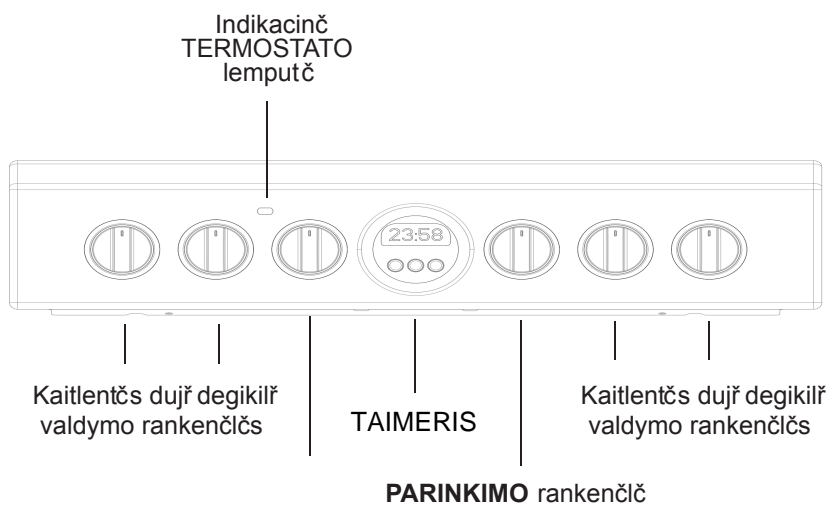 Indikacinč
TERMOSTATO
lemputč
23:58
Kaitlentčs dujř degikilř
valdymo rankenčlčs
TAIMERIS
Kaitlentčs dujř degikilř
valdymo rankenčlčs
PARINKIMO rankenčlč